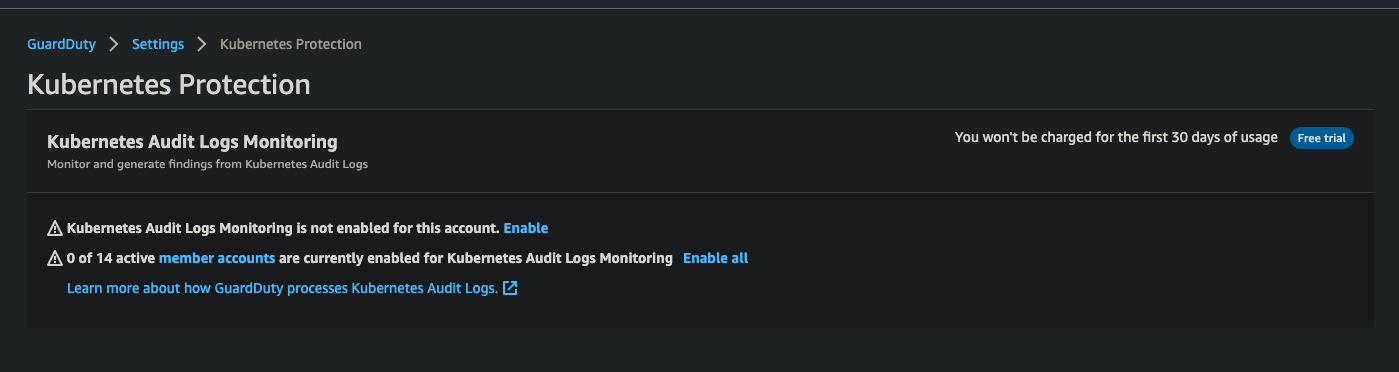 GuardDuty > Settings > Kubernetes Protection
Kubernetes Protection
Kubernetes Audit Logs Monitoring
Monitor and generate findings from Kubernetes Audit Logs
You won't be charged for the first 30 days of usage Free trial
Kubernetes Audit Logs Monitoring is not enabled for this account. Enable
0 of 14 active member accounts are currently enabled for Kubernetes Audit Logs Monitoring Enable all
Learn more about how GuardDuty processes Kubernetes Audit Logs.